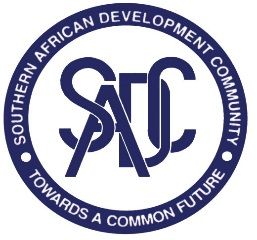 SOUTHERN AFRICAN DEVELOPMENT COMMUNITY
SADC
TOWARDS A COMMON FUTURE